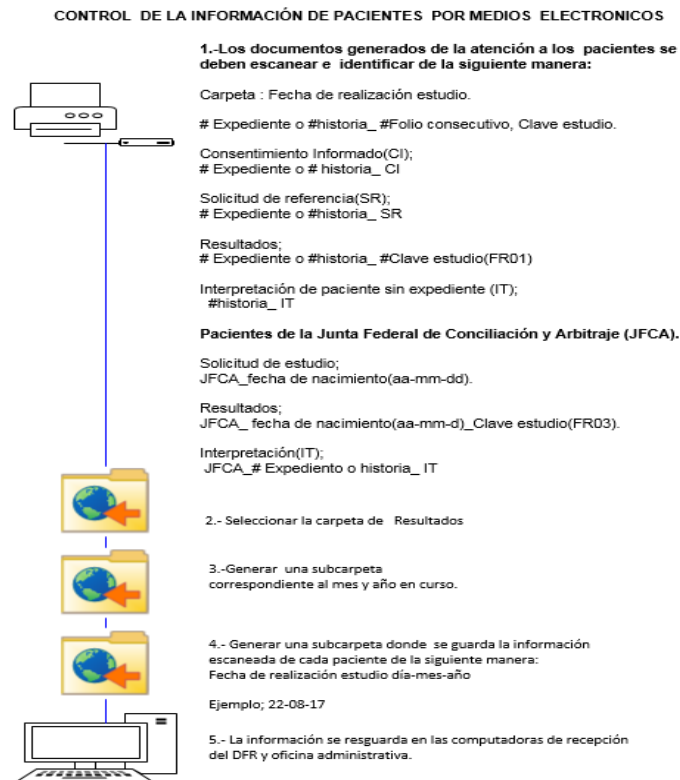 CONTROL DE LA INFORMACIÓN DE PACIENTES POR MEDIOS ELECTRONICOS
1.-Los documentos generados de la atención a los pacientes se
deben escanear e identificar de la siguiente manera:
Carpeta : Fecha de realización estudio.
# Expediente o #historia_ #Folio consecutivo, Clave estudio.
Consentimiento Informado(CI);
# Expediente o # historia_ CI
Solicitud de referencia(SR);
# Expediente o #historia_ SR
Resultados;
# Expediente o #historia_ #Clave estudio(FR01)
Interpretación de paciente sin expediente (IT);
#historia_ IT
Pacientes de la Junta Federal de Conciliación y Arbitraje (JFCA).
Solicitud de estudio;
JFCA_fecha de nacimiento(aa-mm-dd).
Resultados;
JFCA_ fecha de nacimiento(aa-mm-d)_Clave estudio(FR03).
Interpretación(IT);
JFCA_# Expediento o historia_ IT
2.- Seleccionar la carpeta de Resultados
3.-Generar una subcarpeta
correspondiente al mes y año en curso.
4.- Generar una subcarpeta donde se guarda la información
escaneada de cada paciente de la siguiente manera:
Fecha de realización estudio día-mes-año
Ejemplo; 22-08-17
5.- La información se resguarda en las computadoras de recepción
del DFR y oficina administrativa.